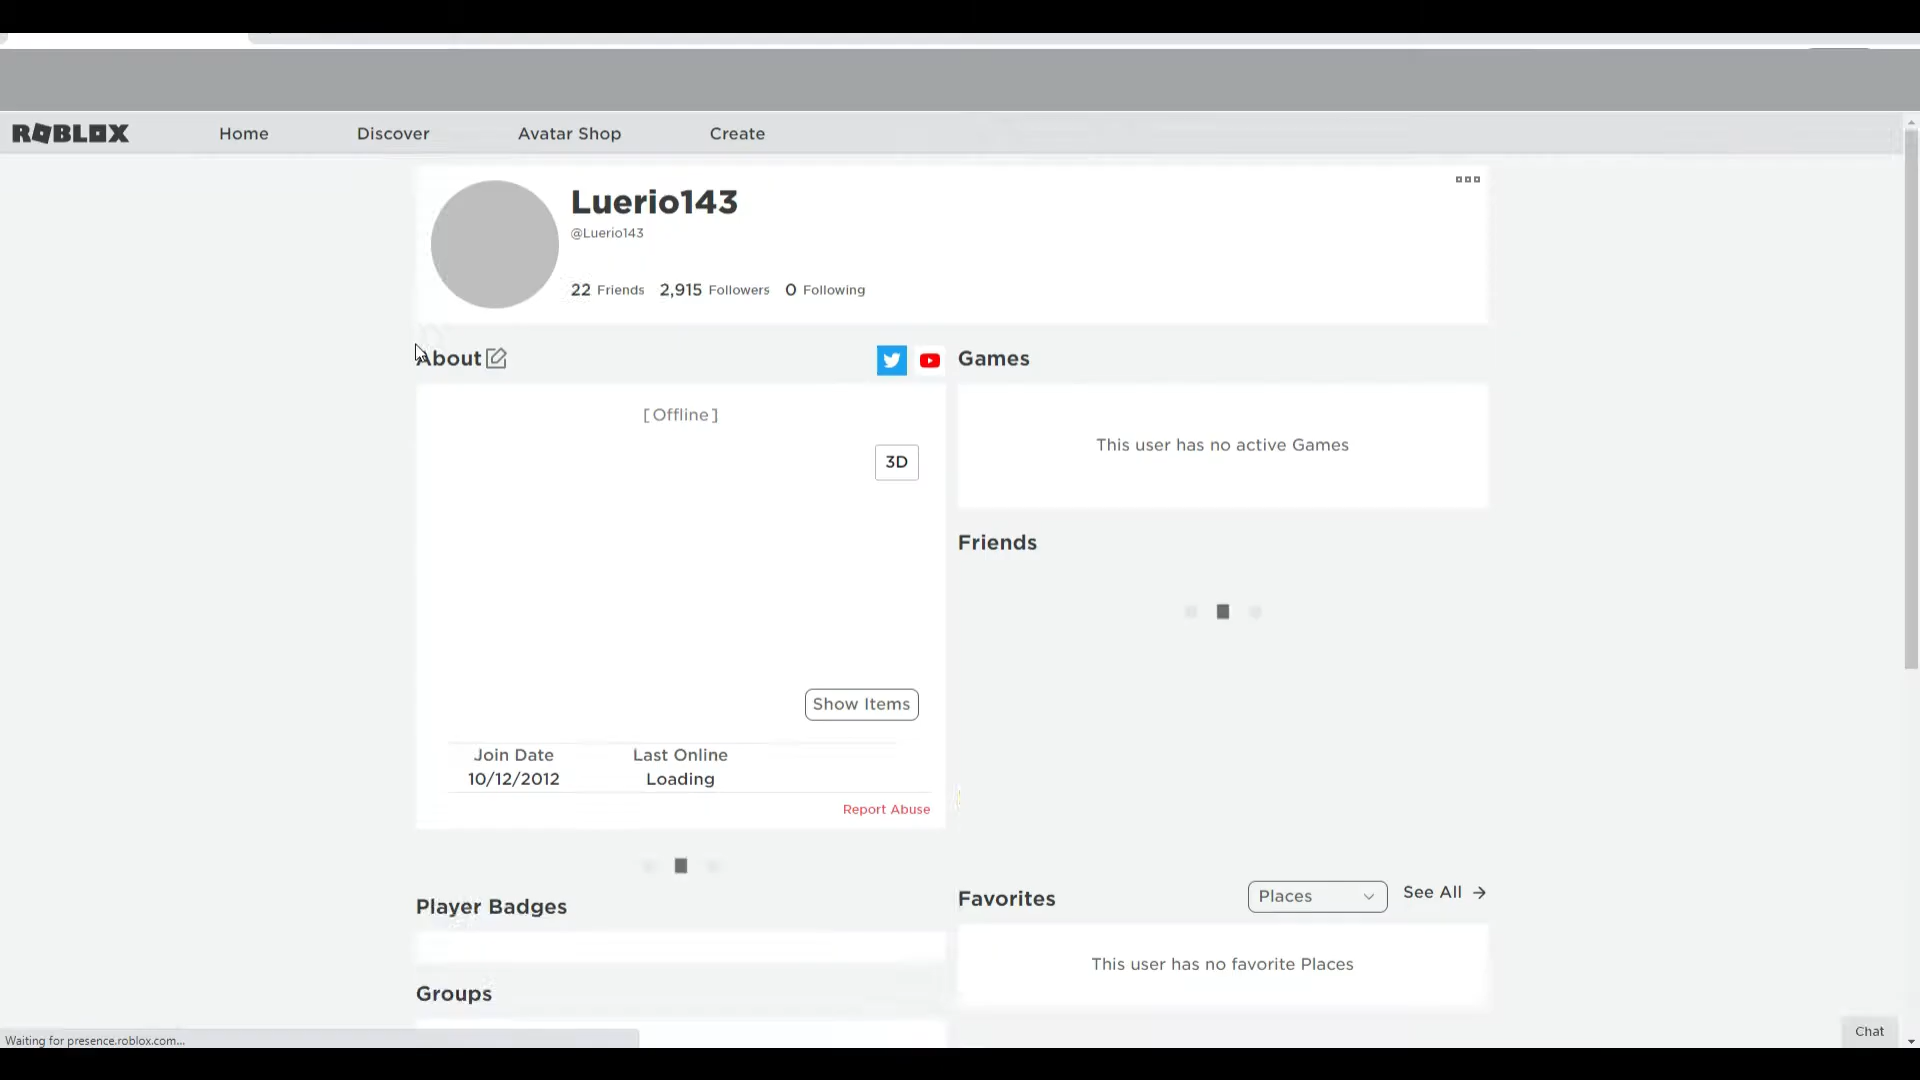 ROBLOX Home Discover Avatar Shop Create
Luerio143
@Luerio143
22 Friends 2,915 Followers 0 Following
About
Games
[ Offline ]
This user has no active Games
3D
Friends
Show Items
Join Date Last Online
10/12/2012 Loading
Report Abuse
Player Badges
Favorites Places See All
This user has no favorite Places
Groups
Chat
Waiting for presence.roblox.com...